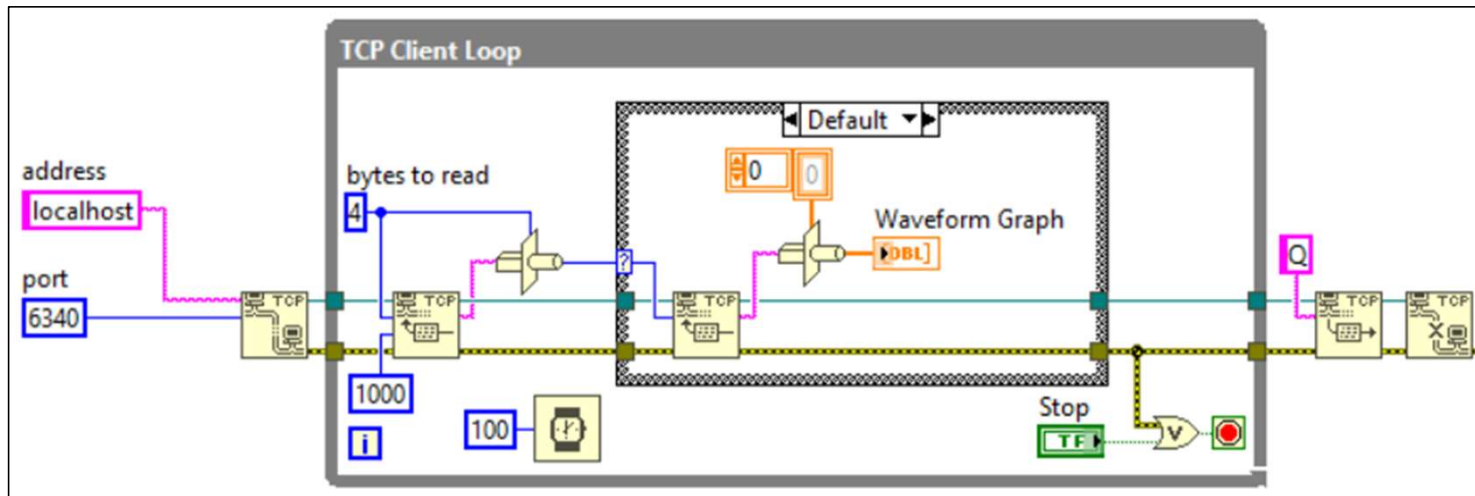 TCP Client Loop
Default
address
localhost
bytes to read
4
0
0
Waveform Graph
DBL]
?
port
6340
TCP
TCP
TCP
Q
TCP
TCP
1000
i
100
Stop
TF
V